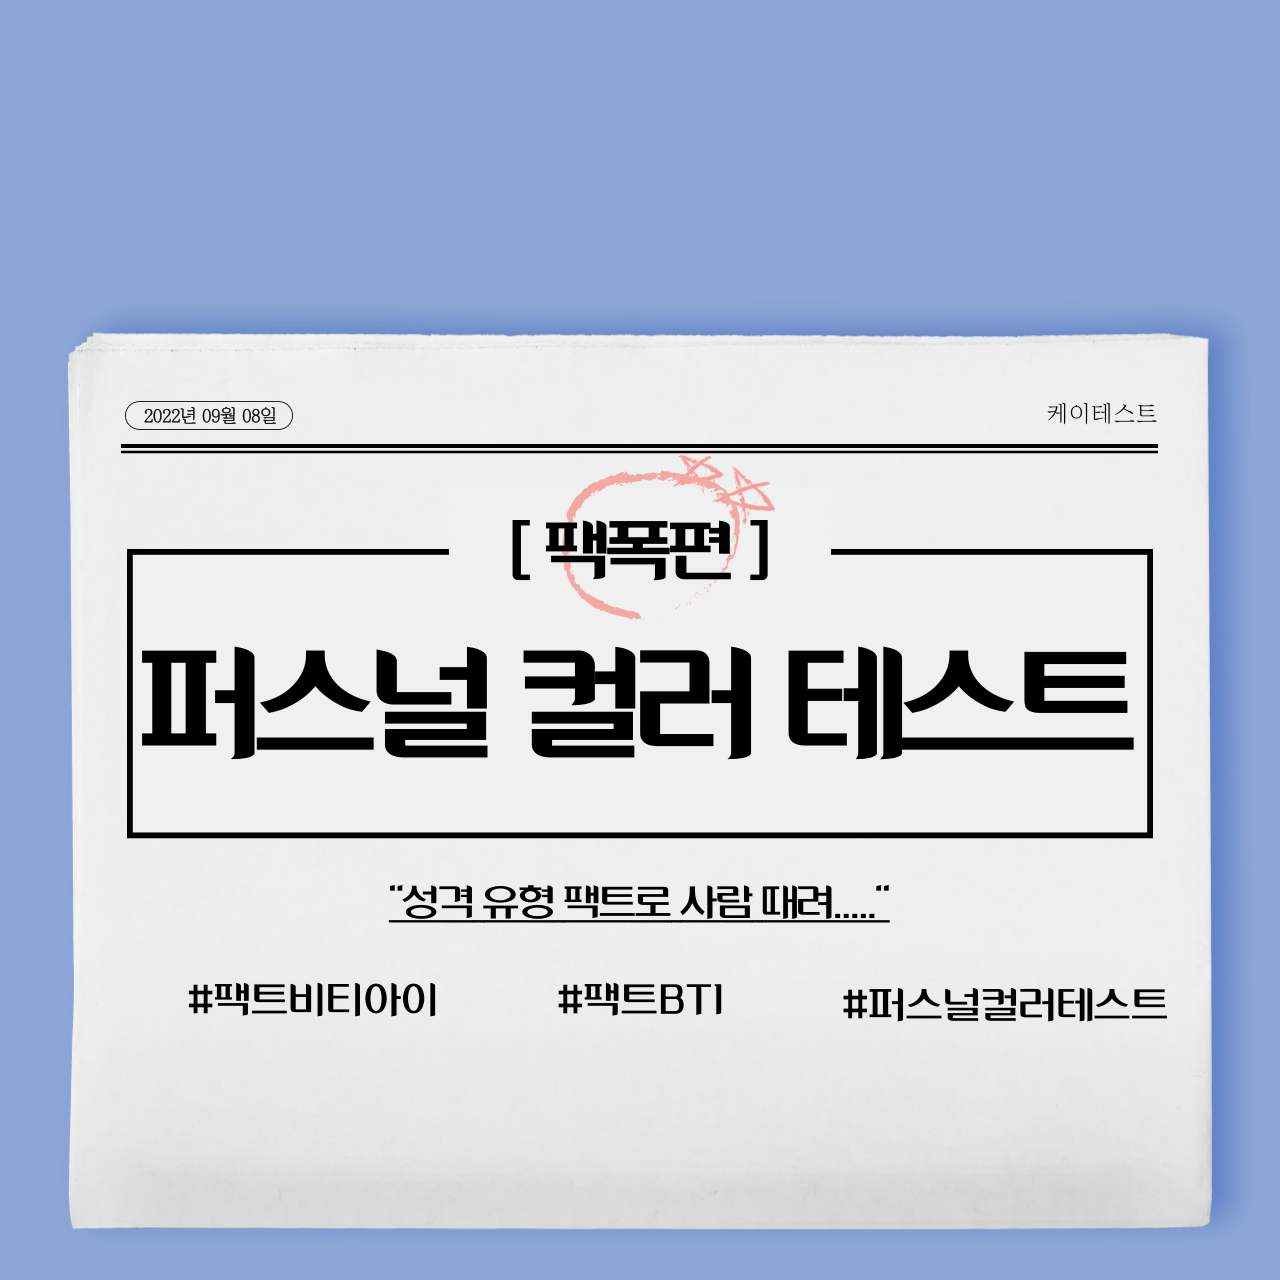 2022년 09월 08일
케이테스트
[ 팩폭편 ]
퍼스널 컬러 테스트
"성격 유형 팩트로 사람 때려....."
#팩트비티아이
#팩트BTI
#퍼스널컬러테스트